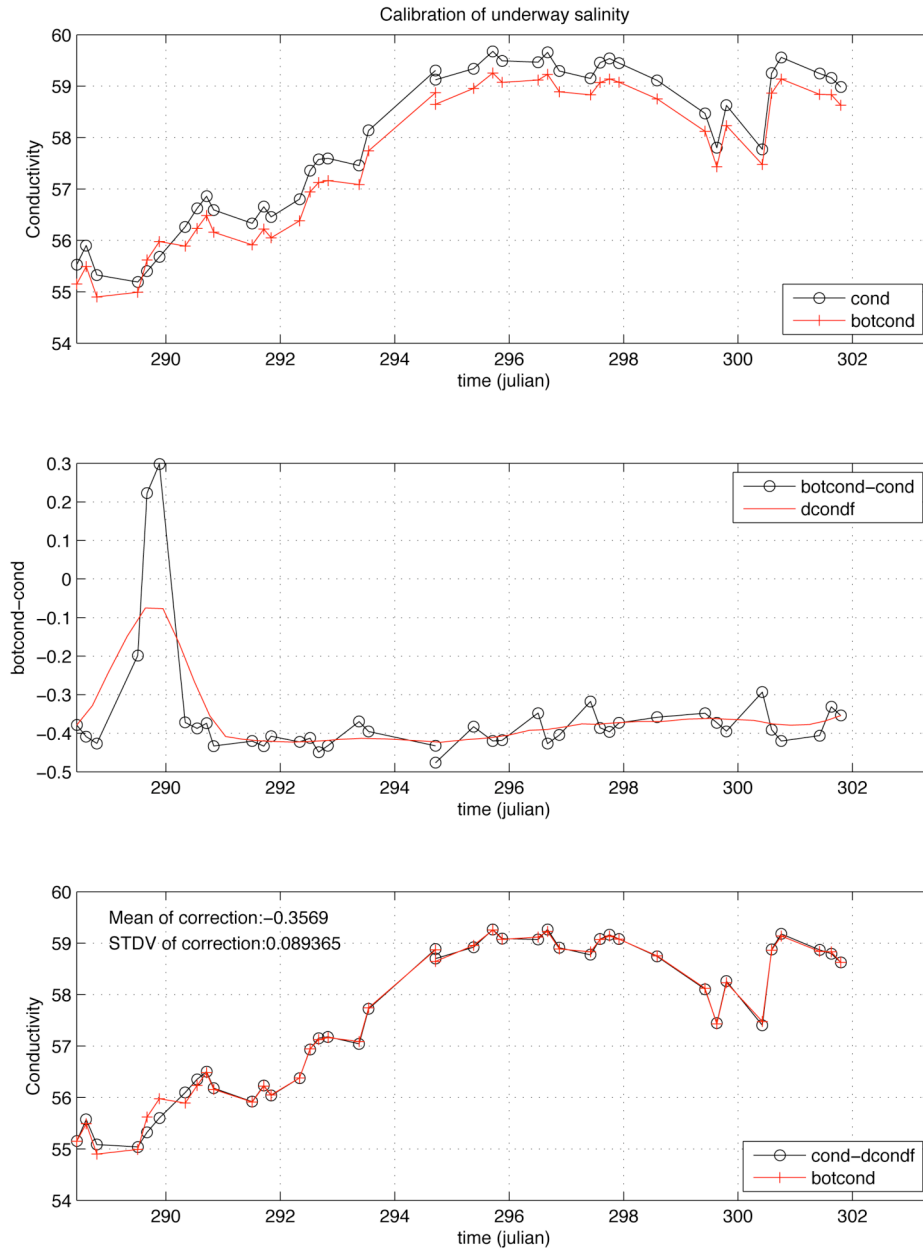 Calibration of underway salinity
60
59
58
57
56
55
54
Conductivity
cond
botcond
290 292 294 296 298 300 302
time (julian)
0.3
0.2
0.1
0
−0.1
−0.2
−0.3
−0.4
−0.5
botcond−cond
botcond−cond
dcondf
290 292 294 296 298 300 302
time (julian)
60
59
58
57
56
55
54
Conductivity
Mean of correction:−0.3569
STDV of correction:0.089365
cond−dcondf
botcond
290 292 294 296 298 300 302
time (julian)